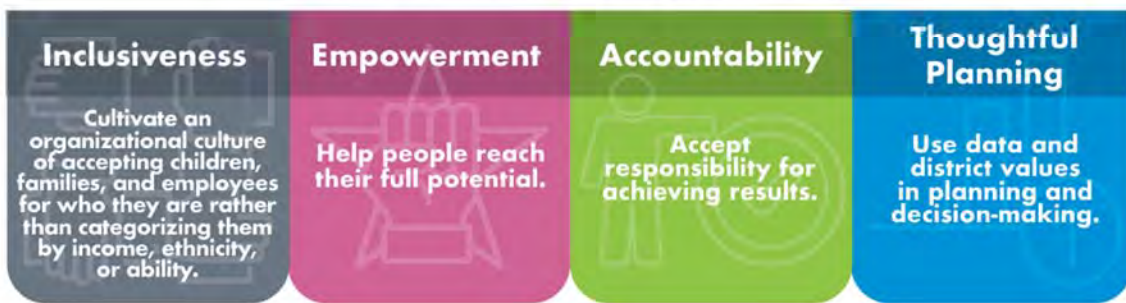 Inclusiveness
Cultivate an
organizational culture
of accepting children,
families, and employees
for who they are rather
than categorizing them
by income, ethnicity,
or ability.
Empowerment
Help people reach
their full potential.
Accountability
Accept
responsibility for
achieving results.
Thoughtful
Planning
Use data and
district values
in planning and
decision-making.